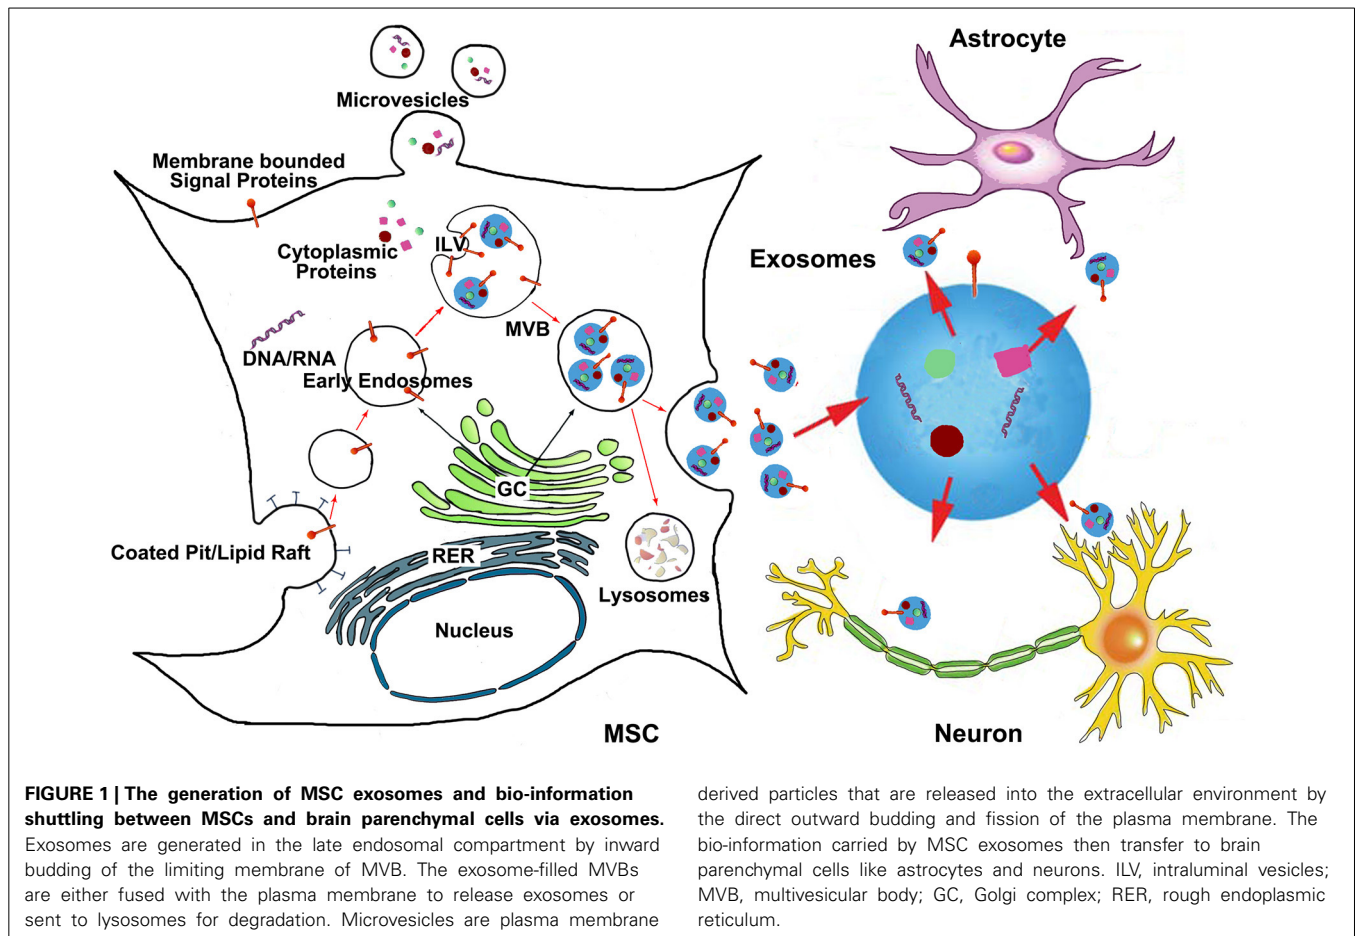 Astrocyte
Microvesicles
Membrane bounded
Signal Proteins
ILV
Cytoplasmic
Proteins
Exosomes
MVB
DNA/RNA
Early Endosomes
GC
Coated Pit/Lipid Raft
RER
Lysosomes
Nucleus
MSC
Neuron
FIGURE 1 | The generation of MSC exosomes and bio-information
shuttling between MSCs and brain parenchymal cells via exosomes.
Exosomes are generated in the late endosomal compartment by inward
budding of the limiting membrane of MVB. The exosome-filled MVBs
are either fused with the plasma membrane to release exosomes or
sent to lysosomes for degradation. Microvesicles are plasma membrane
derived particles that are released into the extracellular environment by
the direct outward budding and fission of the plasma membrane. The
bio-information carried by MSC exosomes then transfer to brain
parenchymal cells like astrocytes and neurons. ILV, intraluminal vesicles;
MVB, multivesicular body; GC, Golgi complex; RER, rough endoplasmic
reticulum.